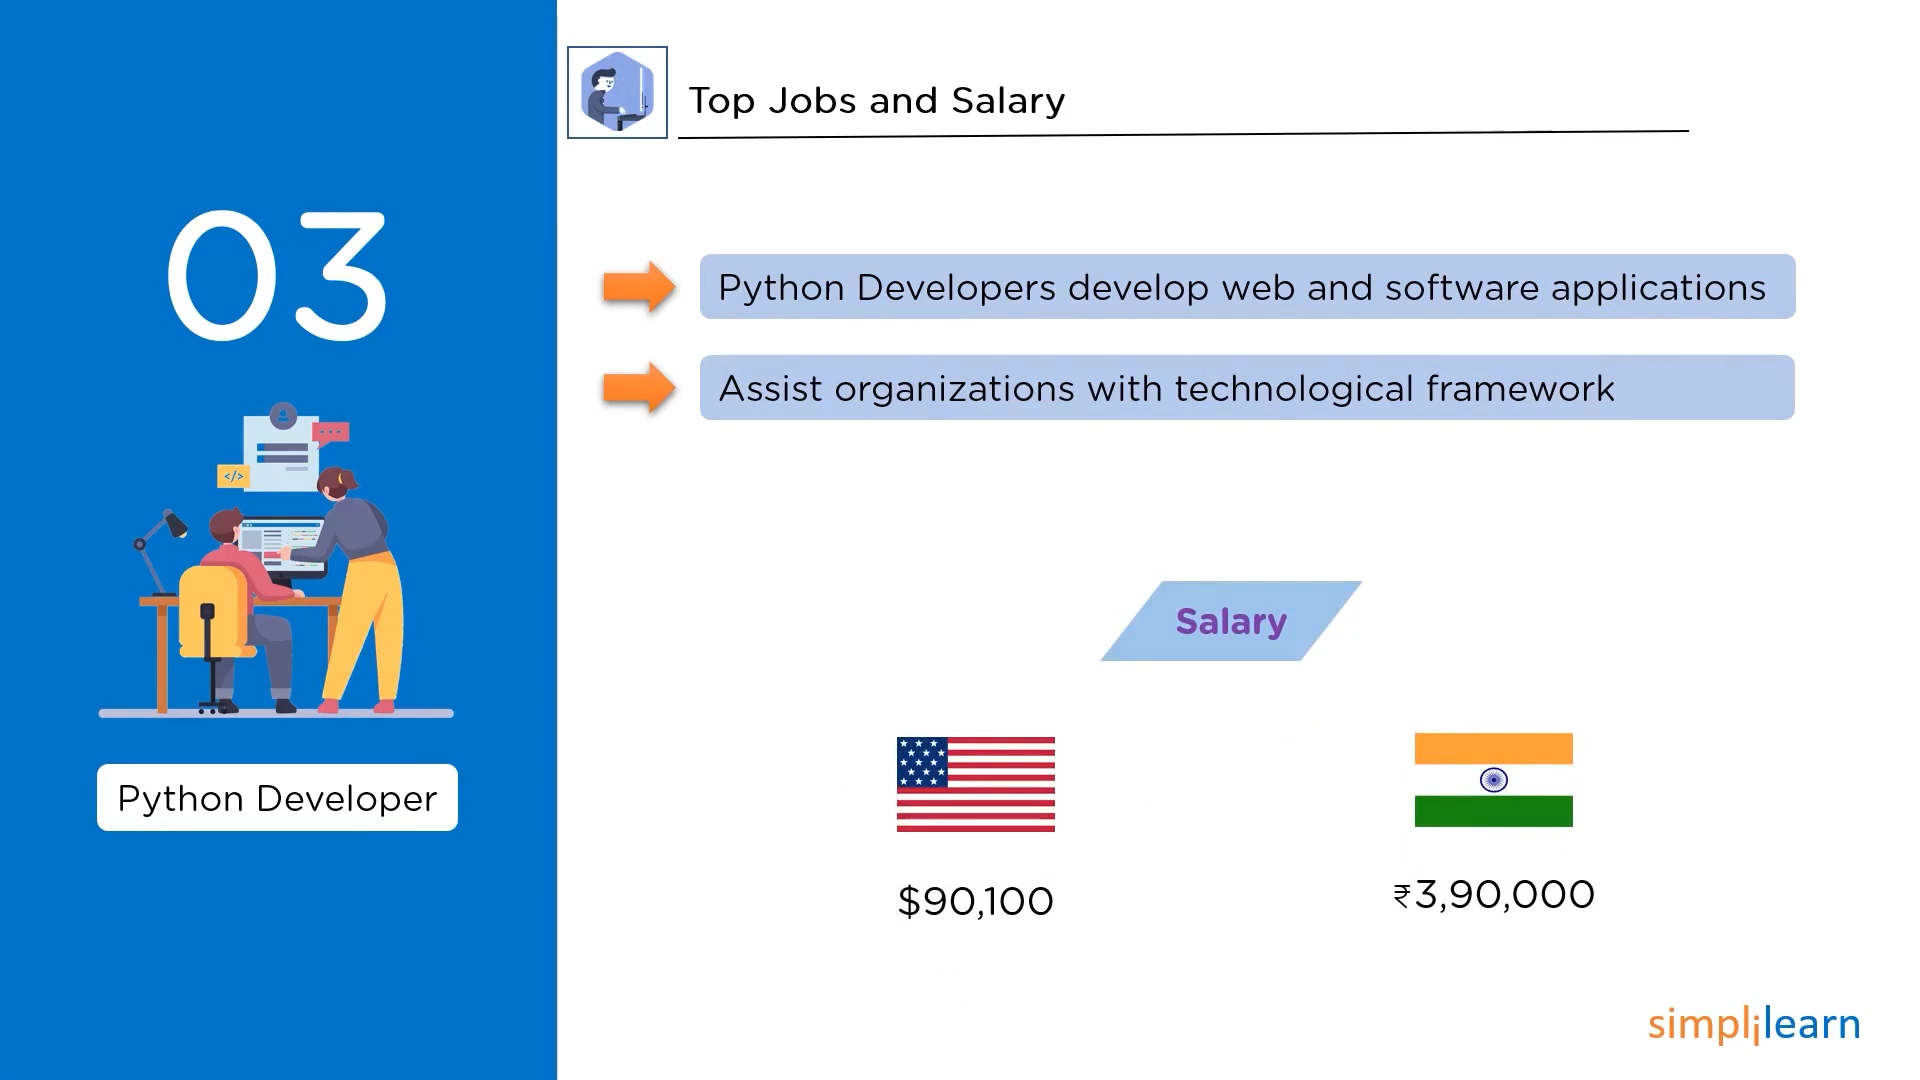 03
</>
Python Developer
Top Jobs and Salary
Python Developers develop web and software applications
Assist organizations with technological framework
Salary
$90,100
₹3,90,000
simplilearn